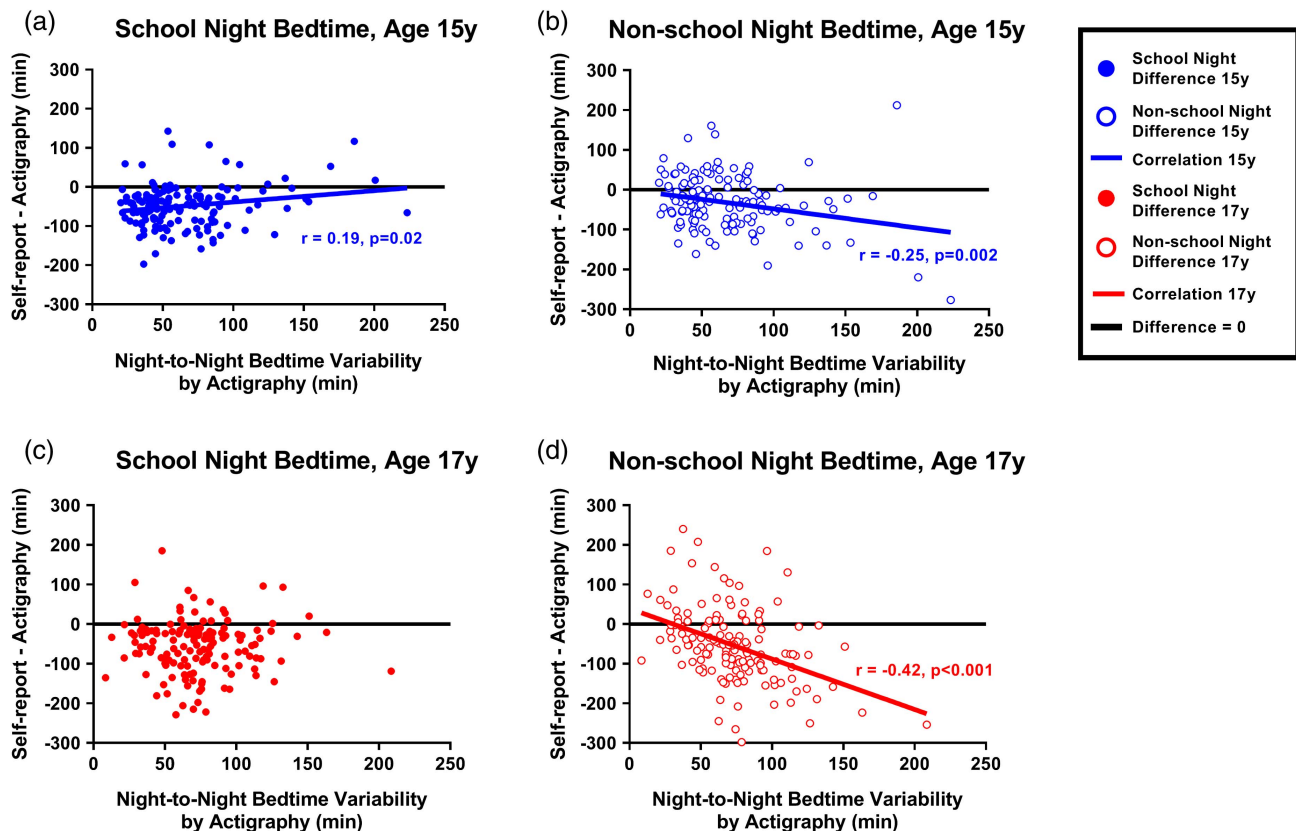 (a)
School Night Bedtime, Age 15y
Self-report - Actigraphy (min)
300
200
100
0
-100
-200
-300
r = 0.19, p=0.02
0
50
100
150
200
250
Night-to-Night Bedtime Variability
by Actigraphy (min)
(b)
Non-school Night Bedtime, Age 15y
Self-report - Actigraphy (min)
300
200
100
0
-100
-200
-300
r = -0.25, p=0.002
0
50
100
150
200
250
Night-to-Night Bedtime Variability
by Actigraphy (min)
School Night
Difference 15y
Non-school Night
Difference 15y
Correlation 15y
School Night
Difference 17y
Non-school Night
Difference 17y
Correlation 17y
Difference = 0
(c)
School Night Bedtime, Age 17y
Self-report - Actigraphy (min)
300
200
100
0
-100
-200
-300
0
50
100
150
200
250
Night-to-Night Bedtime Variability
by Actigraphy (min)
(d)
Non-school Night Bedtime, Age 17y
Self-report - Actigraphy (min)
300
200
100
0
-100
-200
-300
r = -0.42, p<0.001
0
50
100
150
200
250
Night-to-Night Bedtime Variability
by Actigraphy (min)